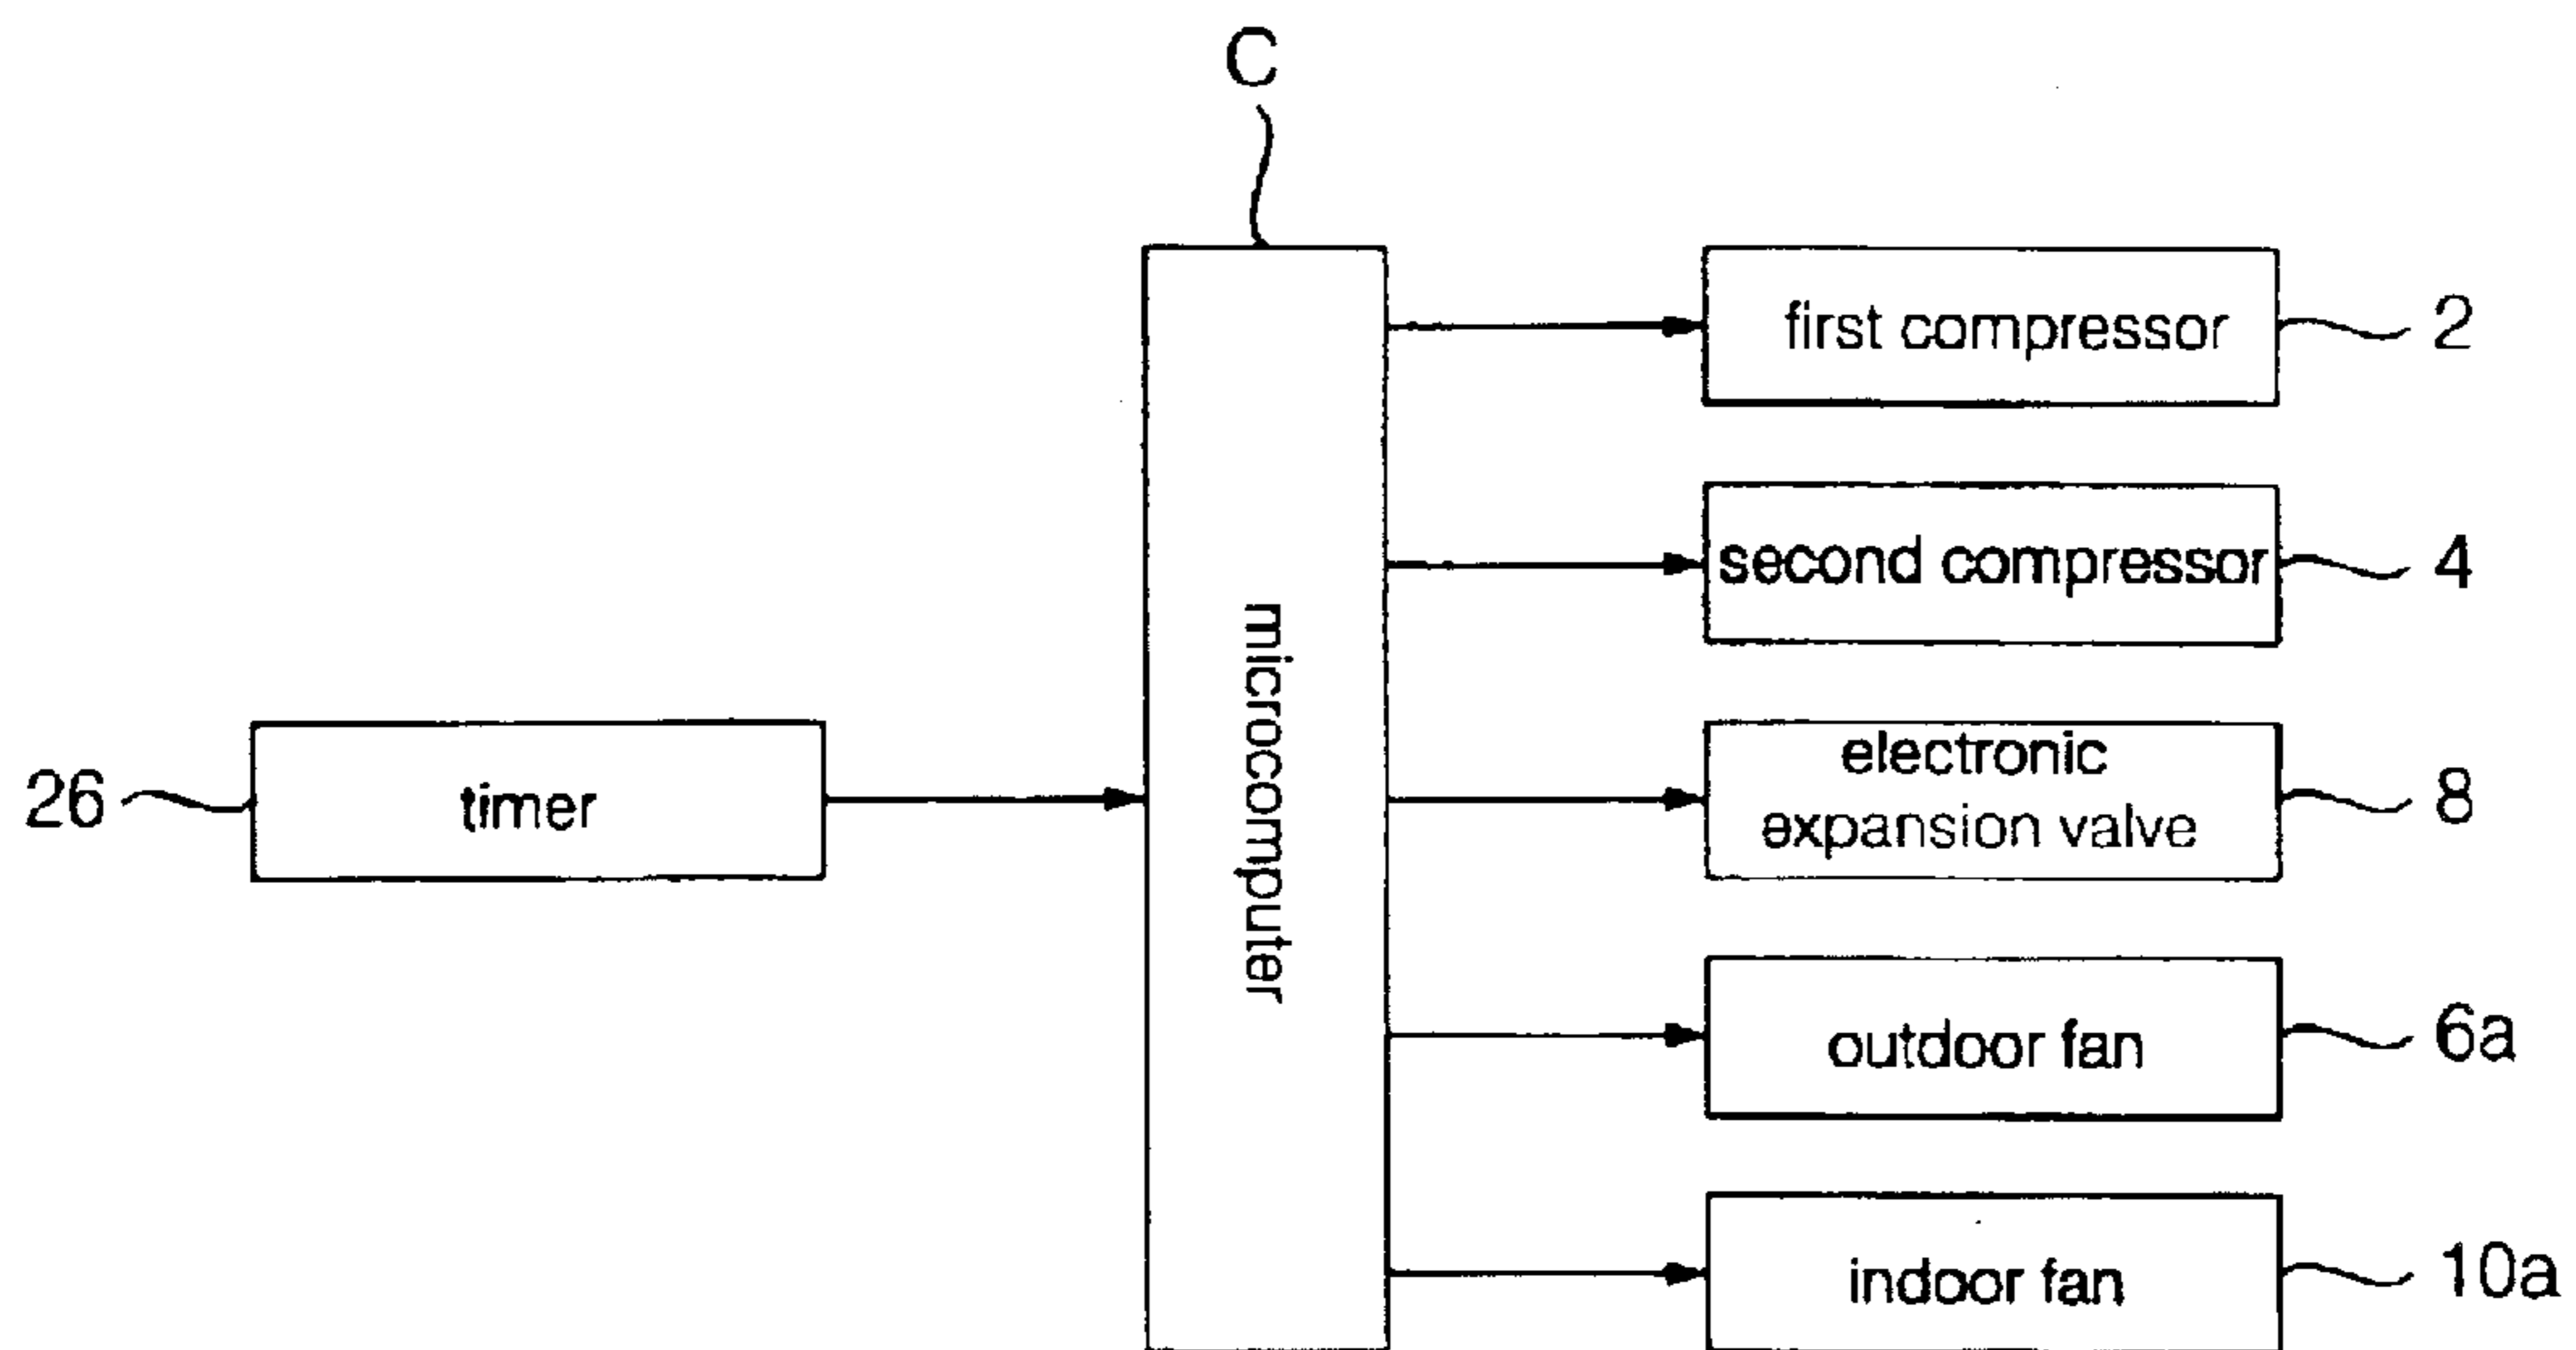 C
first compressor
2
second compressor
4
microcomputer
26
timer
electronic
expansion valve
8
outdoor fan
6a
indoor fan
10a